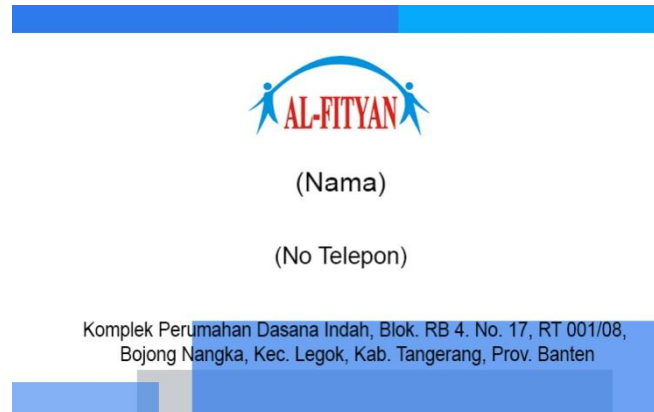 AL-FITYAN
(Nama)
(No Telepon)
Komplek Perumahan Dasana Indah, Blok. RB 4. No. 17, RT 001/08,
Bojong Nangka, Kec. Legok, Kab. Tangerang, Prov. Banten